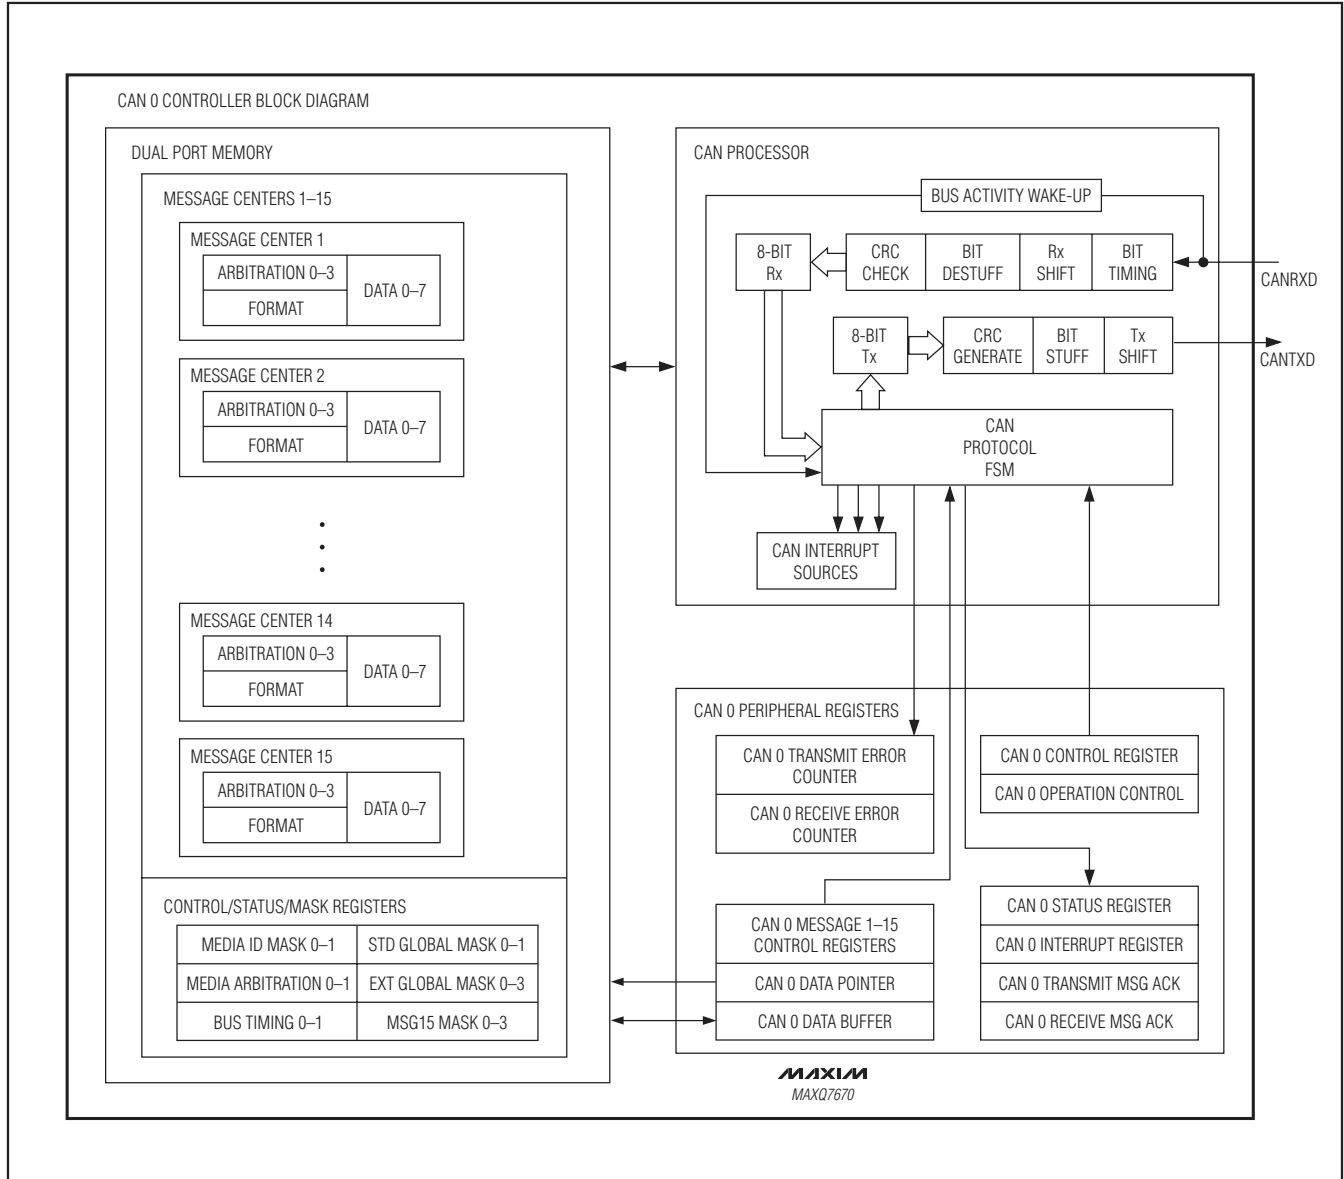 CAN 0 CONTROLLER BLOCK DIAGRAM
DUAL PORT MEMORY
MESSAGE CENTERS 1–15
MESSAGE CENTER 1
ARBITRATION 0–3
FORMAT
DATA 0–7
MESSAGE CENTER 2
ARBITRATION 0–3
FORMAT
DATA 0–7
MESSAGE CENTER 14
ARBITRATION 0–3
FORMAT
DATA 0–7
MESSAGE CENTER 15
ARBITRATION 0–3
FORMAT
DATA 0–7
CONTROL/STATUS/MASK REGISTERS
MEDIA ID MASK 0–1
STD GLOBAL MASK 0–1
MEDIA ARBITRATION 0–1
EXT GLOBAL MASK 0–3
BUS TIMING 0–1
MSG15 MASK 0–3
CAN PROCESSOR
BUS ACTIVITY WAKE-UP
8-BIT
Rx
CRC
CHECK
BIT
DESTUFF
Rx
SHIFT
BIT
TIMING
CANRXD
8-BIT
Tx
CRC
GENERATE
BIT
STUFF
Tx
SHIFT
CANTXD
CAN
PROTOCOL
FSM
CAN INTERRUPT
SOURCES
CAN 0 PERIPHERAL REGISTERS
CAN 0 TRANSMIT ERROR
COUNTER
CAN 0 RECEIVE ERROR
COUNTER
CAN 0 CONTROL REGISTER
CAN 0 OPERATION CONTROL
CAN 0 MESSAGE 1–15
CONTROL REGISTERS
CAN 0 DATA POINTER
CAN 0 DATA BUFFER
CAN 0 STATUS REGISTER
CAN 0 INTERRUPT REGISTER
CAN 0 TRANSMIT MSG ACK
CAN 0 RECEIVE MSG ACK
MAXIM
MAXQ7670